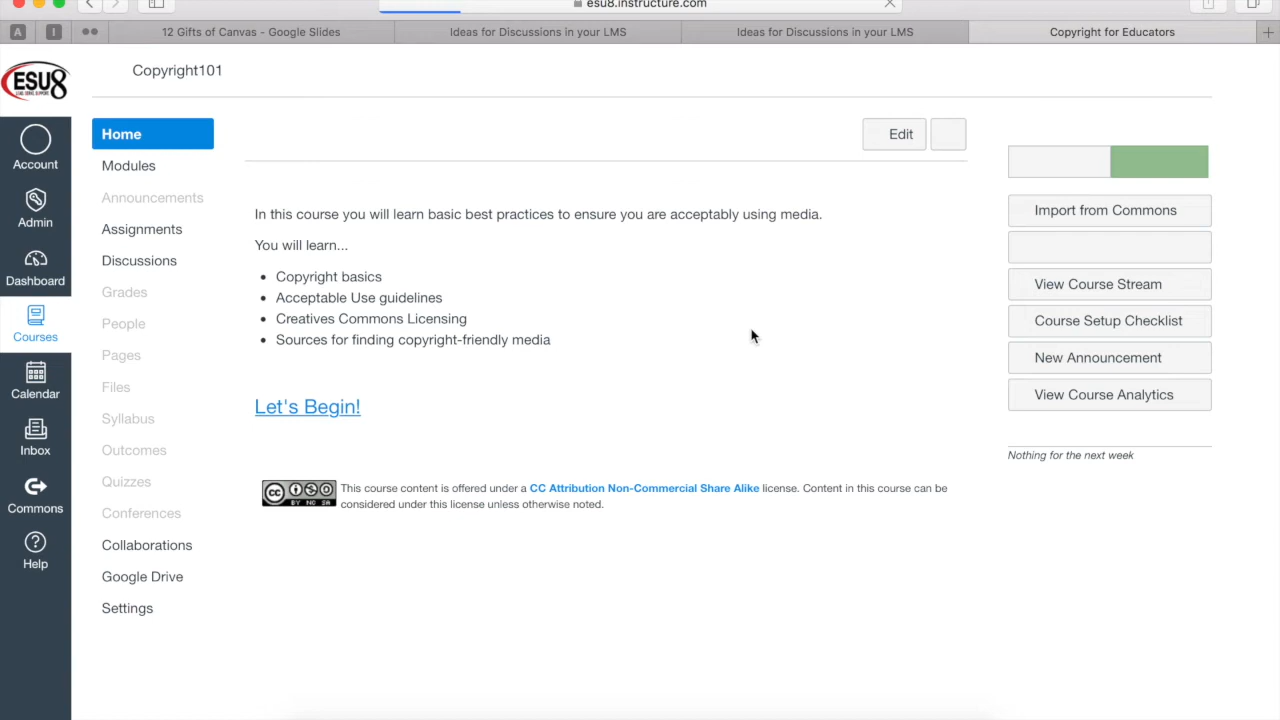 esu8.instructure.com
A
I
12 Gifts of Canvas - Google Slides
Ideas for Discussions in your LMS
Ideas for Discussions in your LMS
Copyright for Educators
ESU8
Copyright101
Account
Admin
Dashboard
Courses
Calendar
Inbox
Commons
Help
Home
Modules
Announcements
Assignments
Discussions
Grades
People
Pages
Files
Syllabus
Outcomes
Quizzes
Conferences
Collaborations
Google Drive
Settings
Edit
In this course you will learn basic best practices to ensure you are acceptably using media.
You will learn...
Copyright basics
Acceptable Use guidelines
Creatives Commons Licensing
Sources for finding copyright-friendly media
Let's Begin!
cc
BY NC SA
This course content is offered under a CC Attribution Non-Commercial Share Alike license. Content in this course can be
considered under this license unless otherwise noted.
Import from Commons
View Course Stream
Course Setup Checklist
New Announcement
View Course Analytics
Nothing for the next week